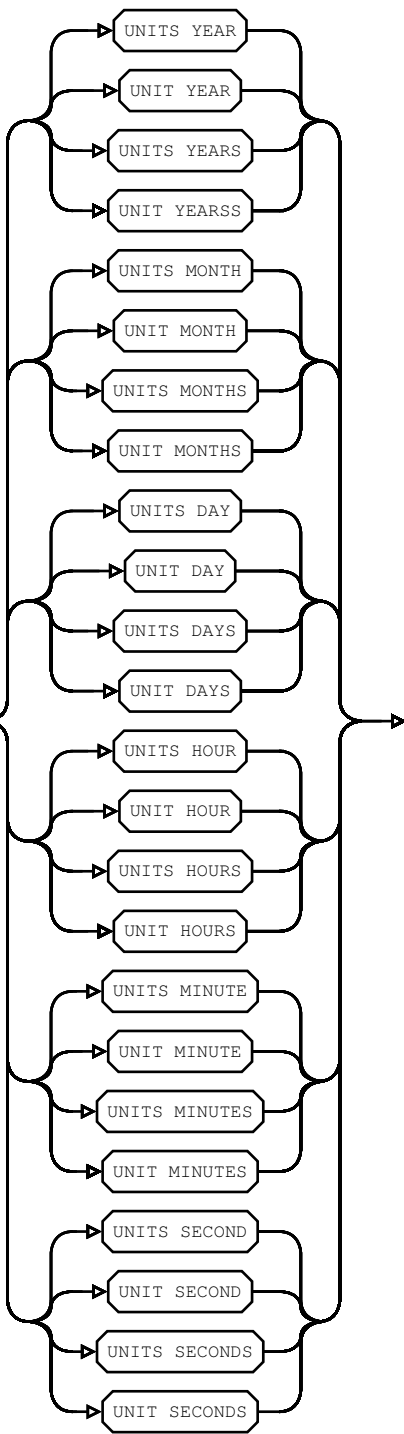 UNITS YEAR
UNIT YEAR
UNITS YEARS
UNIT YEARSS
UNITS MONTH
UNIT MONTH
UNITS MONTHS
UNIT MONTHS
UNITS DAY
UNIT DAY
UNITS DAYS
UNIT DAYS
UNITS HOUR
UNIT HOUR
UNITS HOURS
UNIT HOURS
UNITS MINUTE
UNIT MINUTE
UNITS MINUTES
UNIT MINUTES
UNITS SECOND
UNIT SECOND
UNITS SECONDS
UNIT SECONDS